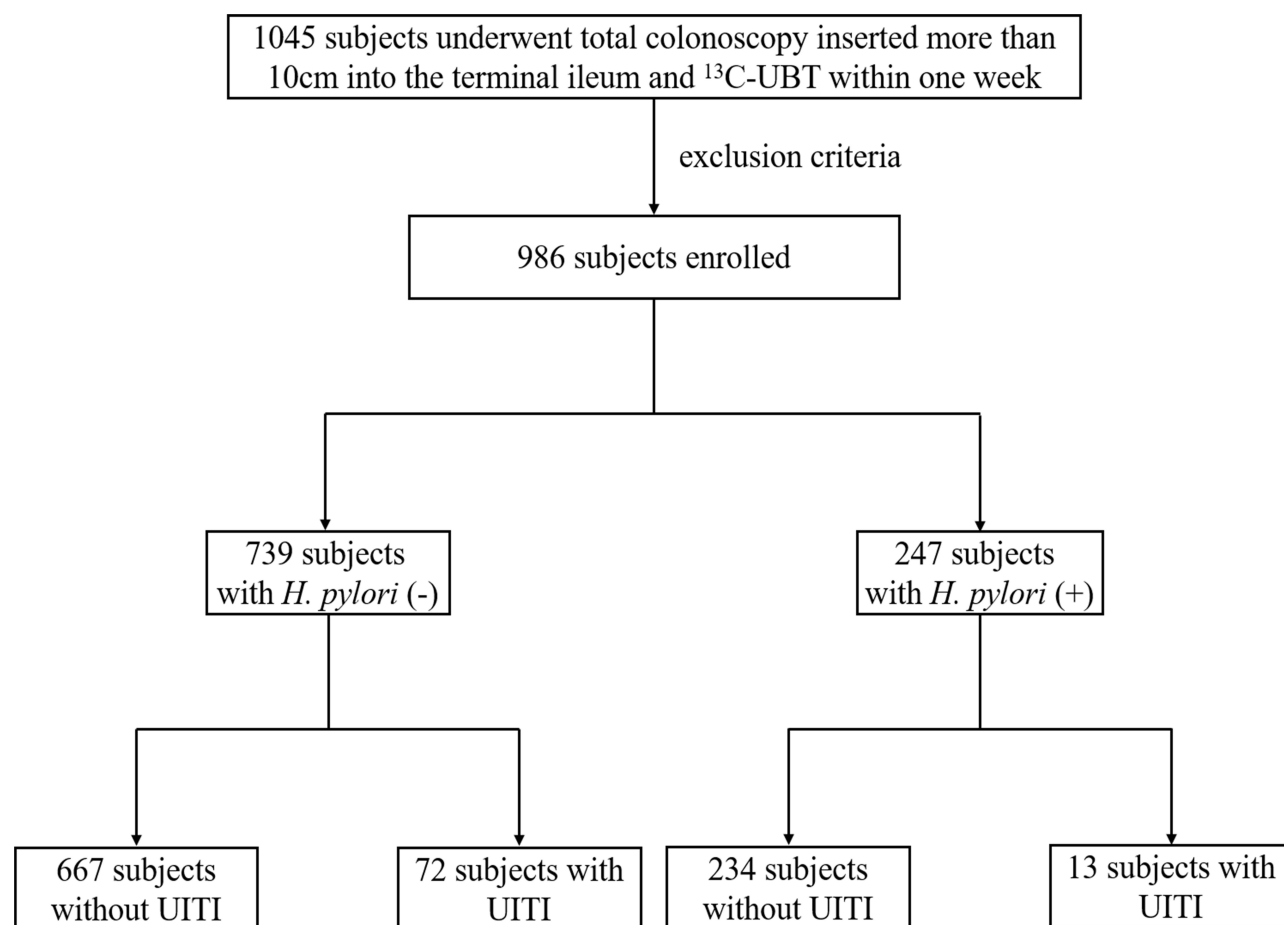 1045 subjects underwent total colonoscopy inserted more than
10cm into the terminal ileum and ¹³C-UBT within one week
exclusion criteria
986 subjects enrolled
739 subjects
with H. pylori (-)
247 subjects
with H. pylori (+)
667 subjects
without UITI
72 subjects with
UITI
234 subjects
without UITI
13 subjects with
UITI